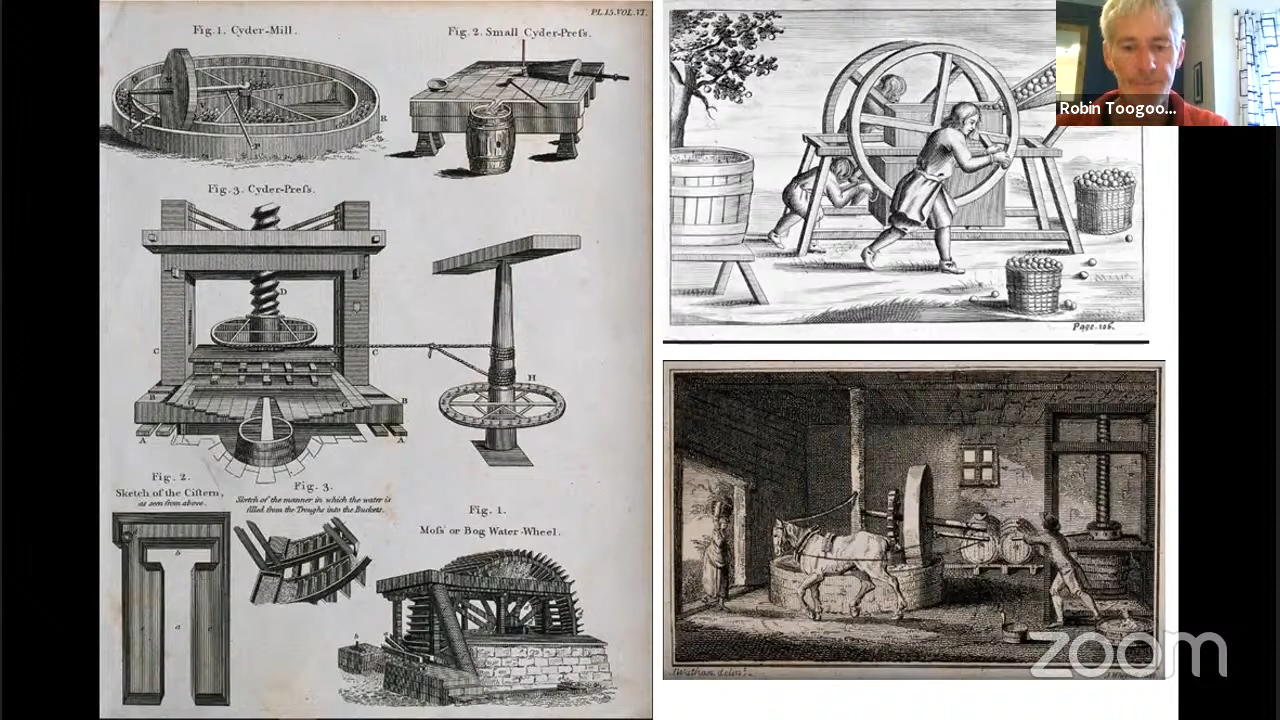 PL.15.VOL.VI.
Fig. 1. Cyder-Mill.
Fig. 2. Small Cyder-Preſs.
Fig. 3. Cyder-Preſs.
D
C
C
H
B
B
G
G
A
A
Fig. 2.
Sketch of the Ciſtern,
as seen from above.
Fig. 3.
Sketch of the manner in which the water is
filled from the Troughs into the Buckets.
b
a
Fig. 1.
Moſs or Bog Water-Wheel.
b
Page. 106.
Robin Toogoo...
zoom